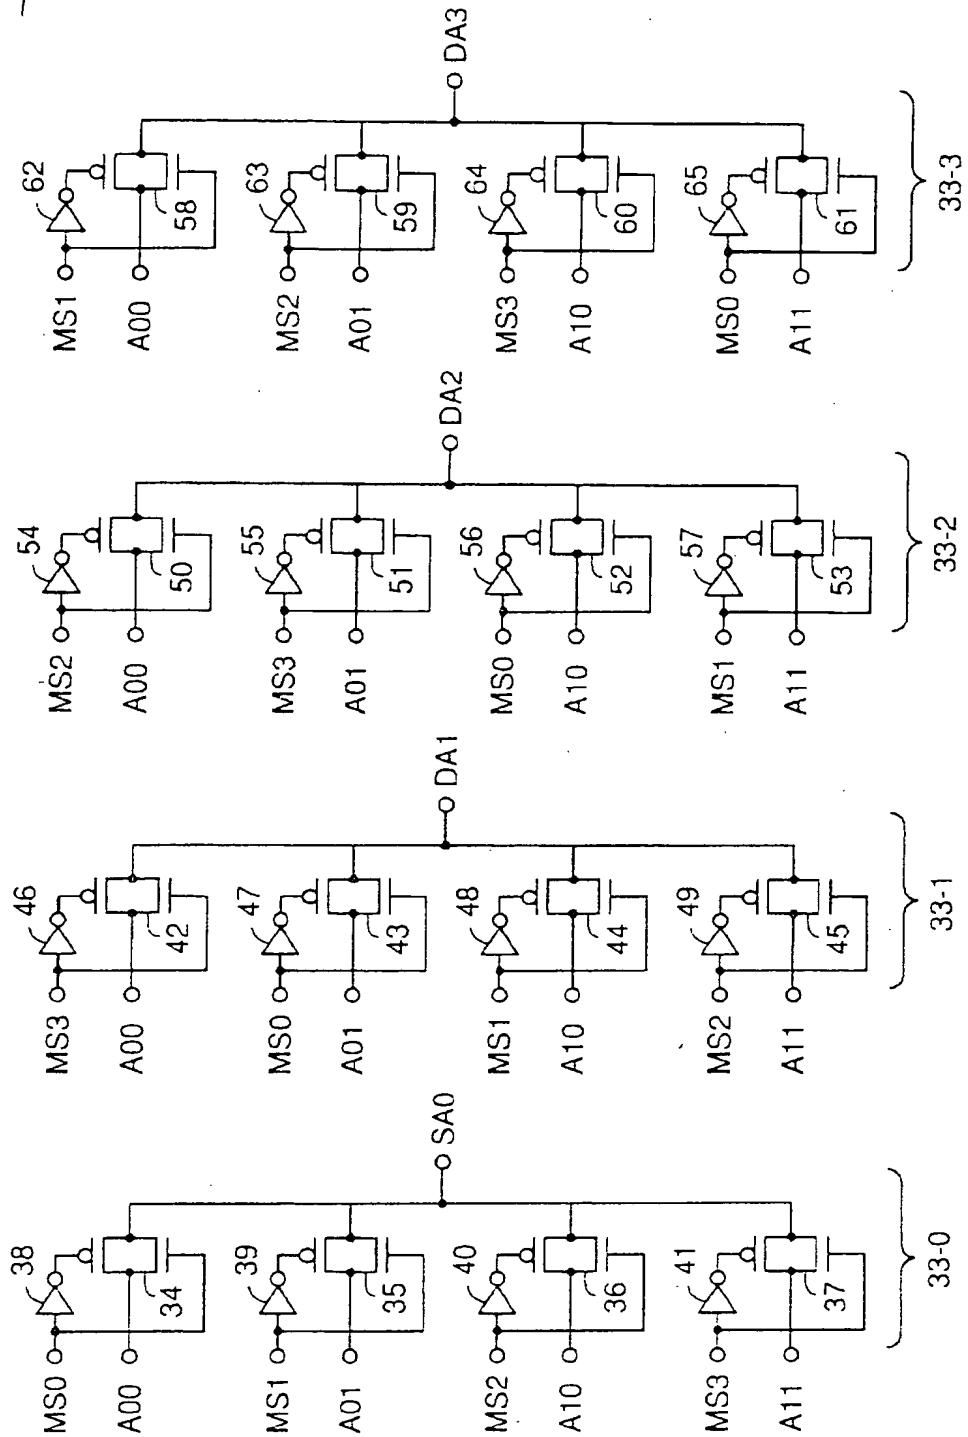 MS1
62
A00
58
MS2
63
A01
59
MS3
64
A10
60
MS0
65
A11
61
DA3
33-3
MS2
54
A00
50
MS3
55
A01
51
MS0
56
A10
52
MS1
57
A11
53
DA2
33-2
MS3
46
A00
42
MS0
47
A01
43
MS1
48
A10
44
MS2
49
A11
45
DA1
33-1
MS0
38
A00
34
MS1
39
A01
35
MS2
40
A10
36
MS3
41
A11
37
SA0
33-0